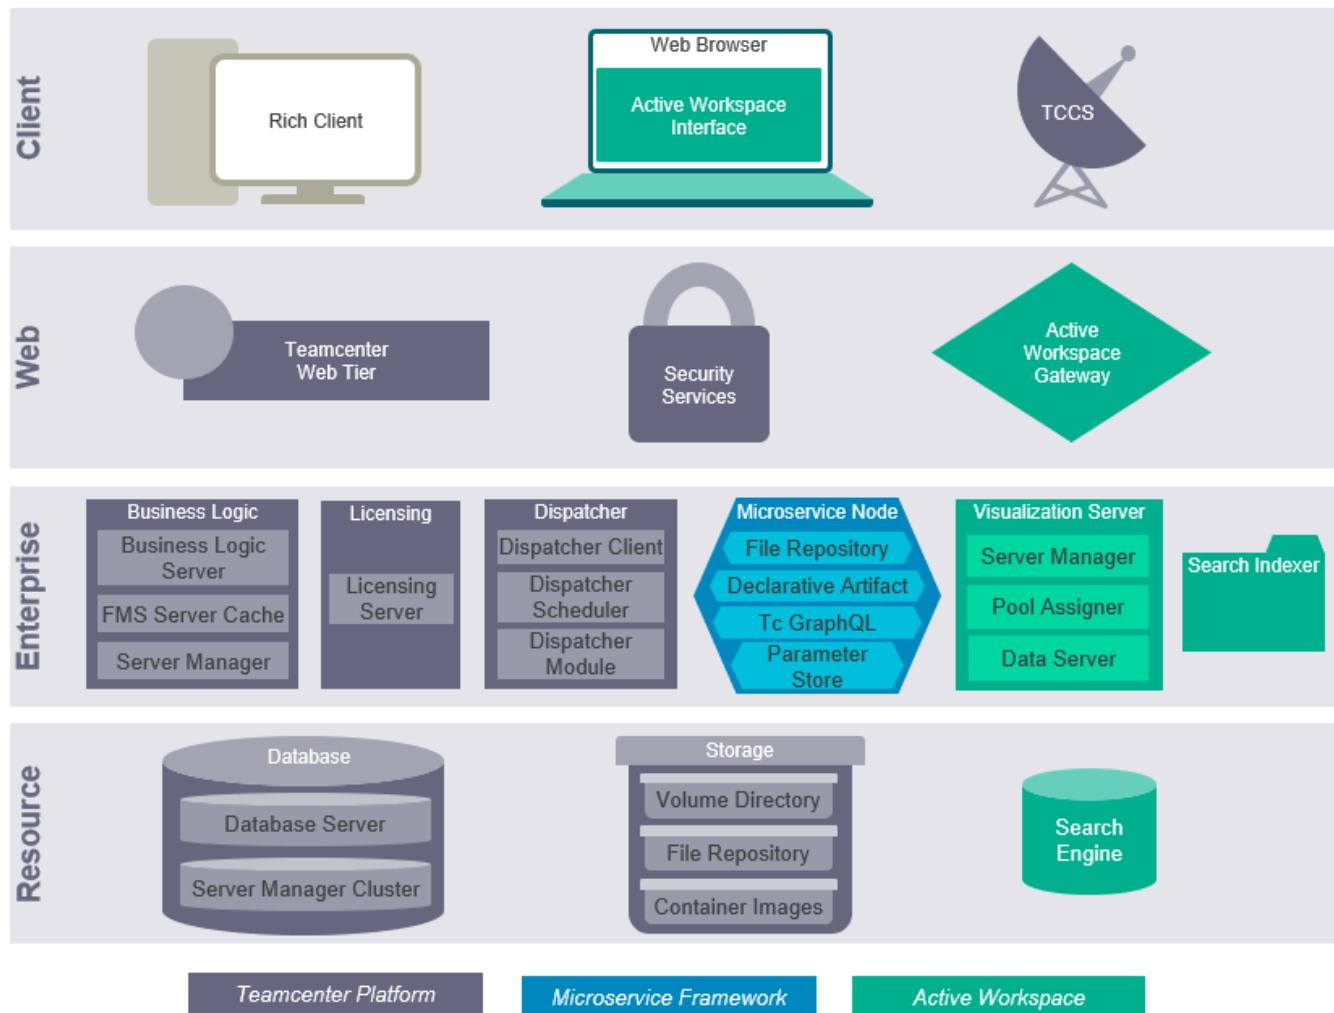 Client
Rich Client
Web Browser
Active Workspace
Interface
TCCS
Web
Teamcenter
Web Tier
Security
Services
Active
Workspace
Gateway
Enterprise
Business Logic
Business Logic
Server
FMS Server Cache
Server Manager
Licensing
Licensing
Server
Dispatcher
Dispatcher Client
Dispatcher
Scheduler
Dispatcher
Module
Microservice Node
File Repository
Declarative Artifact
Tc GraphQL
Parameter
Store
Visualization Server
Server Manager
Pool Assigner
Data Server
Search Indexer
Resource
Database
Database Server
Server Manager Cluster
Storage
Volume Directory
File Repository
Container Images
Search
Engine
Teamcenter Platform
Microservice Framework
Active Workspace